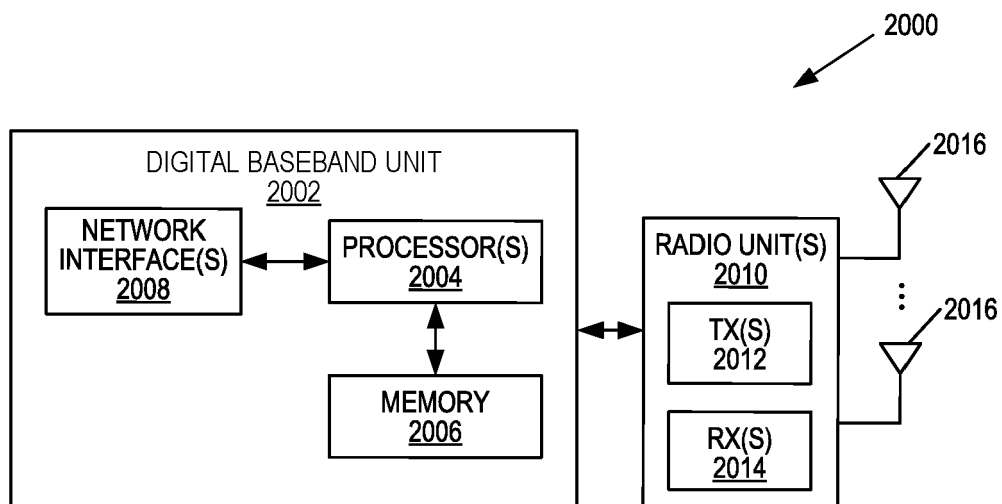 2000
DIGITAL BASEBAND UNIT
2002
NETWORK
INTERFACE(S)
2008
PROCESSOR(S)
2004
MEMORY
2006
RADIO UNIT(S)
2010
TX(S)
2012
RX(S)
2014
2016
2016